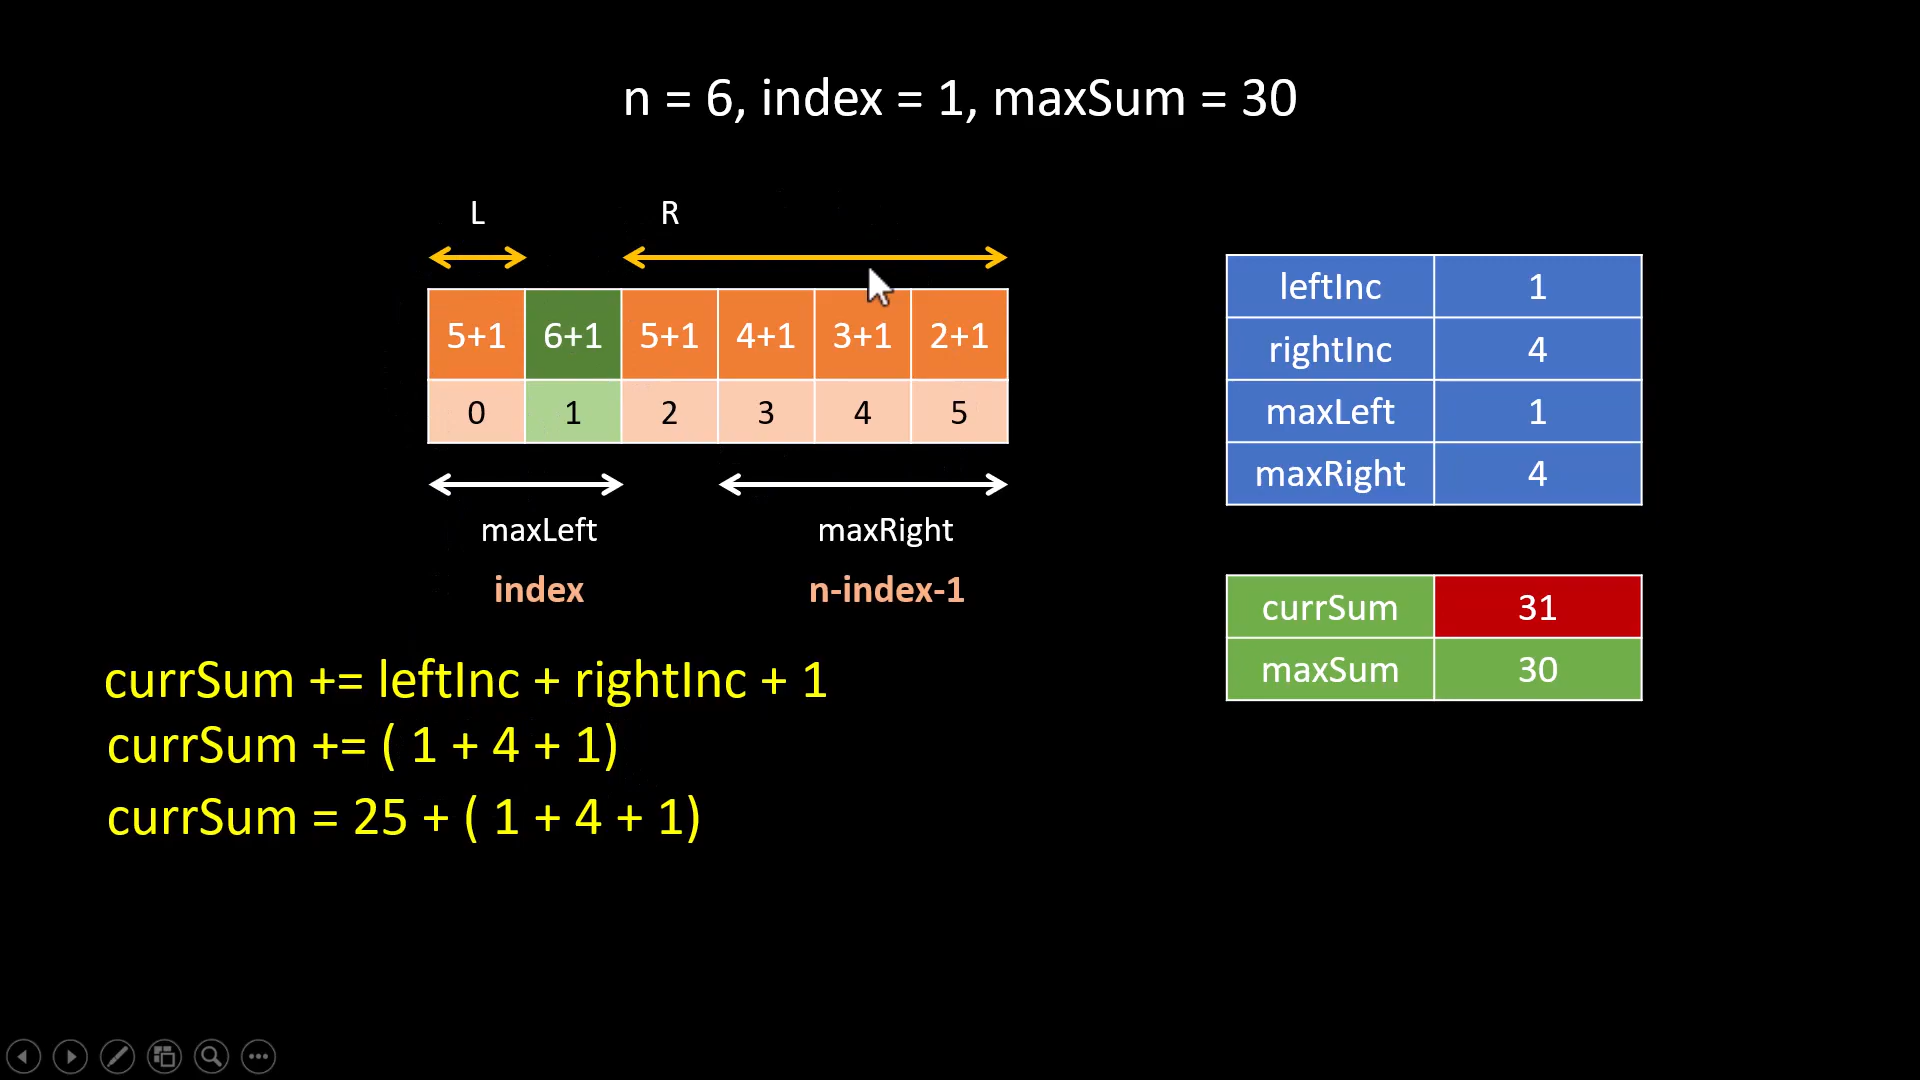 n = 6, index = 1, maxSum = 30
L R
5+1 6+1 5+1 4+1 3+1 2+1
0 1 2 3 4 5
maxLeft maxRight
index n-index-1
leftInc 1
rightInc 4
maxLeft 1
maxRight 4
currSum 31
maxSum 30
currSum += leftInc + rightInc + 1
currSum += ( 1 + 4 + 1)
currSum = 25 + ( 1 + 4 + 1)